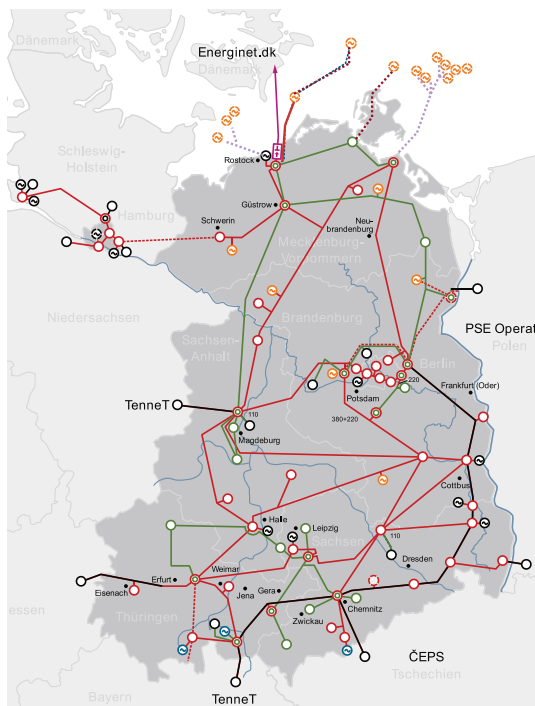 Dänemark
Energinet.dk
Dänemark
Schleswig-
Holstein
Rostock
Hamburg
Güstrow
Schwerin
Neu-
brandenburg
Mecklenburg-
Vorpommern
Niedersachsen
Brandenburg
PSE Operat
Polen
Sachsen-
Anhalt
Berlin
220
Potsdam
Frankfurt (Oder)
TenneT
110
380+220
Magdeburg
Cottbus
Halle
Leipzig
Sachsen
110
Weimar
Dresden
Erfurt
Eisenach
Jena
Gera
Chemnitz
essen
Thüringen
Zwickau
ČEPS
Tschechien
TenneT
Bayern